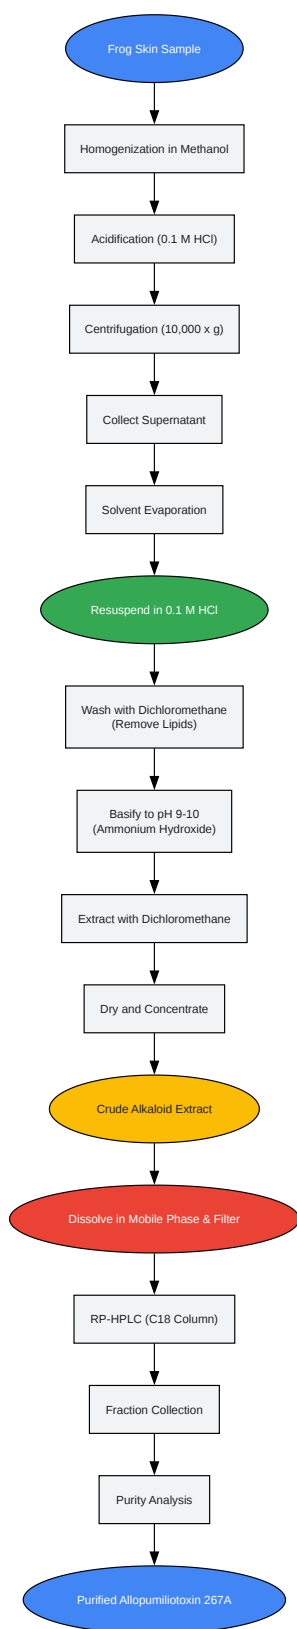 Frog Skin Sample
Homogenization in Methanol
Acidification (0.1 M HCl)
Centrifugation (10,000 x g)
Collect Supernatant
Solvent Evaporation
Resuspend in 0.1 M HCl
Wash with Dichloromethane
(Remove Lipids)
Basify to pH 9-10
(Ammonium Hydroxide)
Extract with Dichloromethane
Dry and Concentrate
Crude Alkaloid Extract
Dissolve in Mobile Phase & Filter
RP-HPLC (C18 Column)
Fraction Collection
Purity Analysis
Purified Allopumiliotoxin 267A